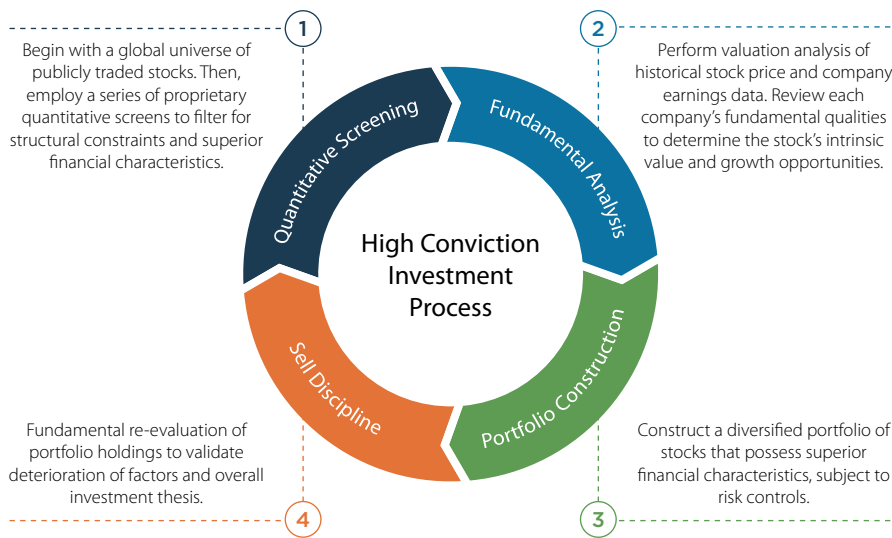 1
Begin with a global universe of
publicly traded stocks. Then,
employ a series of proprietary
quantitative screens to filter for
structural constraints and superior
financial characteristics.
2
Perform valuation analysis of
historical stock price and company
earnings data. Review each
company’s fundamental qualities
to determine the stock’s intrinsic
value and growth opportunities.
Quantitative Screening
Fundamental Analysis
High Conviction
Investment
Process
Sell Discipline
Portfolio Construction
Fundamental re-evaluation of
portfolio holdings to validate
deterioration of factors and overall
investment thesis.
4
Construct a diversified portfolio of
stocks that possess superior
financial characteristics, subject to
risk controls.
3